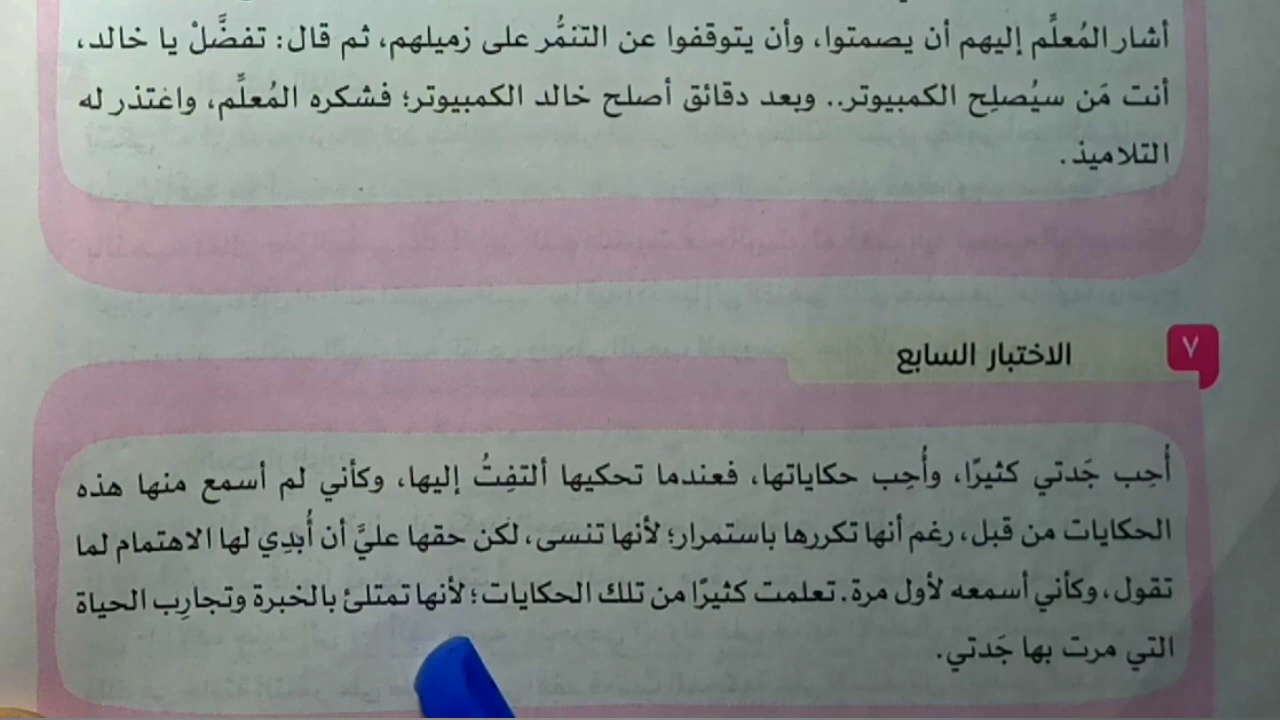 أشار المُعلِّم إليهم أن يصمتوا، وأن يتوقفوا عن التنمُّر على زميلهم، ثم قال: تفضَّلْ يا خالد،
أنت مَن سيُصلِح الكمبيوتر.. وبعد دقائق أصلح خالد الكمبيوتر؛ فشكره المُعلِّم، واعتذر له
التلاميذ.
٧
الاختبار السابع
أُحِب جَدتي كثيرًا، وأُحِب حكاياتها، فعندما تحكيها ألتفِتُ إليها، وكأني لم أسمع منها هذه
الحكايات من قبل، رغم أنها تكررها باستمرار؛ لأنها تنسى، لكن حقها عليَّ أن أُبدِي لها الاهتمام لما
تقول، وكأني أسمعه لأول مرة. تعلمت كثيرًا من تلك الحكايات؛ لأنها تمتلئ بالخبرة وتجارِب الحياة
التي مرت بها جَدتي.